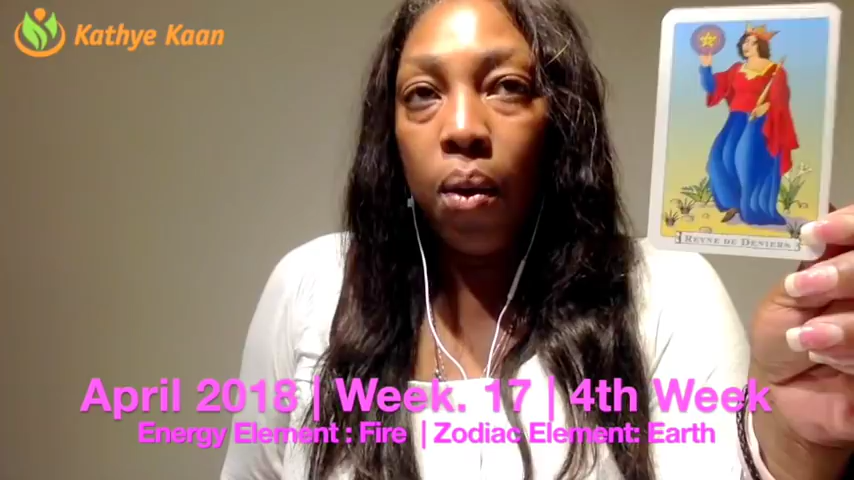 Kathye Kaan
April 2018 | Week. 17 | 4th Week
Energy Element : Fire | Zodiac Element: Earth
REYNE DE DENIERS